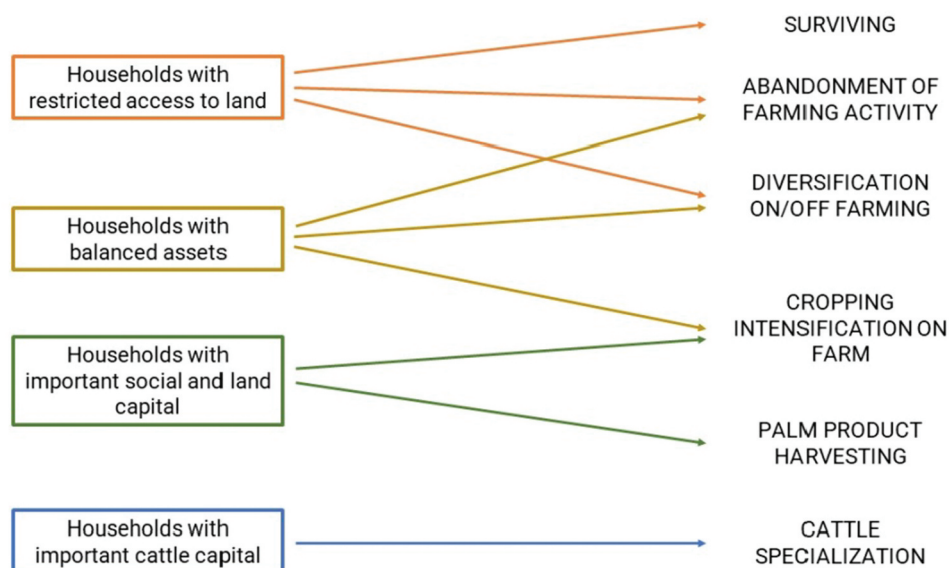 Households with
restricted access to land
Households with
balanced assets
Households with
important social and land
capital
Households with
important cattle capital
SURVIVING
ABANDONMENT OF
FARMING ACTIVITY
DIVERSIFICATION
ON/OFF FARMING
CROPPING
INTENSIFICATION ON
FARM
PALM PRODUCT
HARVESTING
CATTLE
SPECIALIZATION